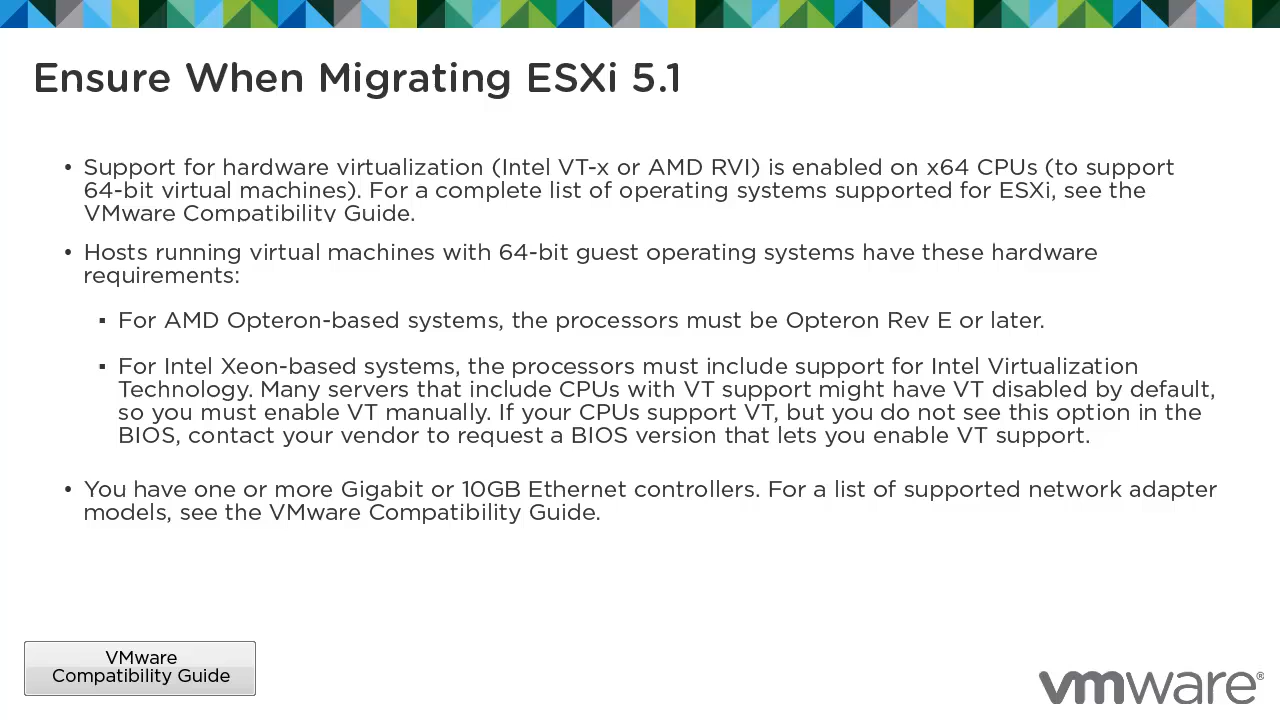 Ensure When Migrating ESXi 5.1
• Support for hardware virtualization (Intel VT-x or AMD RVI) is enabled on x64 CPUs (to support
64-bit virtual machines). For a complete list of operating systems supported for ESXi, see the
VMware Compatibility Guide.
• Hosts running virtual machines with 64-bit guest operating systems have these hardware
requirements:
▪ For AMD Opteron-based systems, the processors must be Opteron Rev E or later.
▪ For Intel Xeon-based systems, the processors must include support for Intel Virtualization
Technology. Many servers that include CPUs with VT support might have VT disabled by default,
so you must enable VT manually. If your CPUs support VT, but you do not see this option in the
BIOS, contact your vendor to request a BIOS version that lets you enable VT support.
• You have one or more Gigabit or 10GB Ethernet controllers. For a list of supported network adapter
models, see the VMware Compatibility Guide.
VMware
Compatibility Guide
vmware®